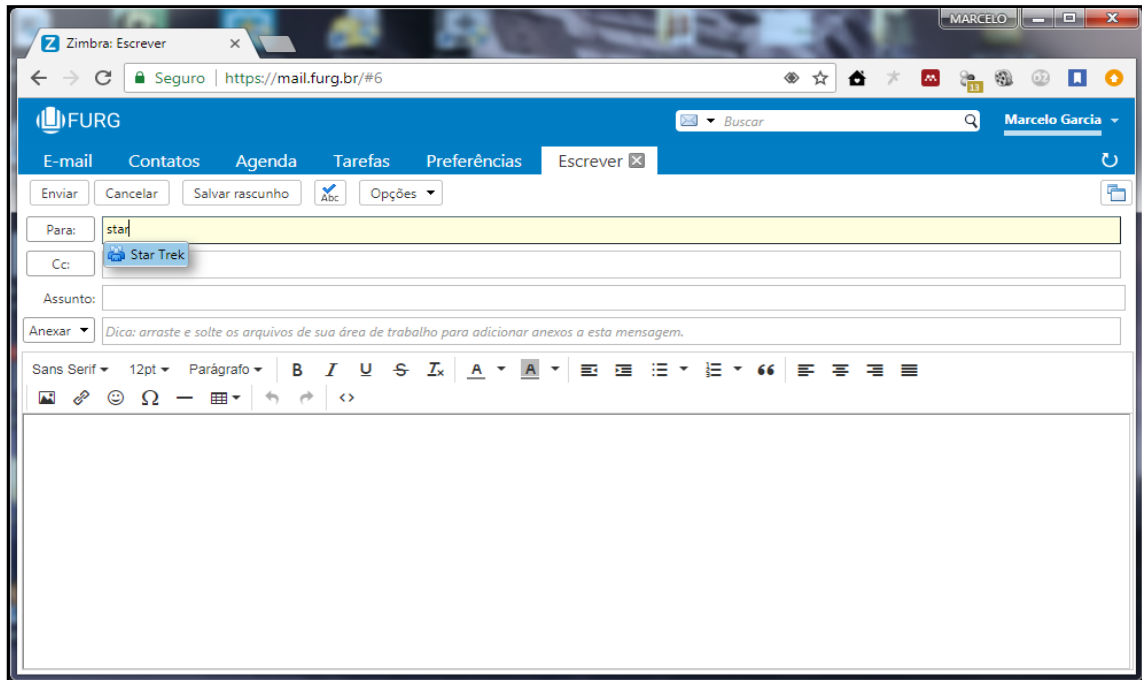 MARCELO
Zimbra: Escrever
Seguro | https://mail.furg.br/#6
13
FURG
Buscar
Marcelo Garcia
E-mail Contatos Agenda Tarefas Preferências Escrever
Enviar Cancelar Salvar rascunho Abc Opções
Para: star
Star Trek
Cc:
Assunto:
Anexar Dica: arraste e solte os arquivos de sua área de trabalho para adicionar anexos a esta mensagem.
Sans Serif 12pt Parágrafo B I U S Ix A A
Ω